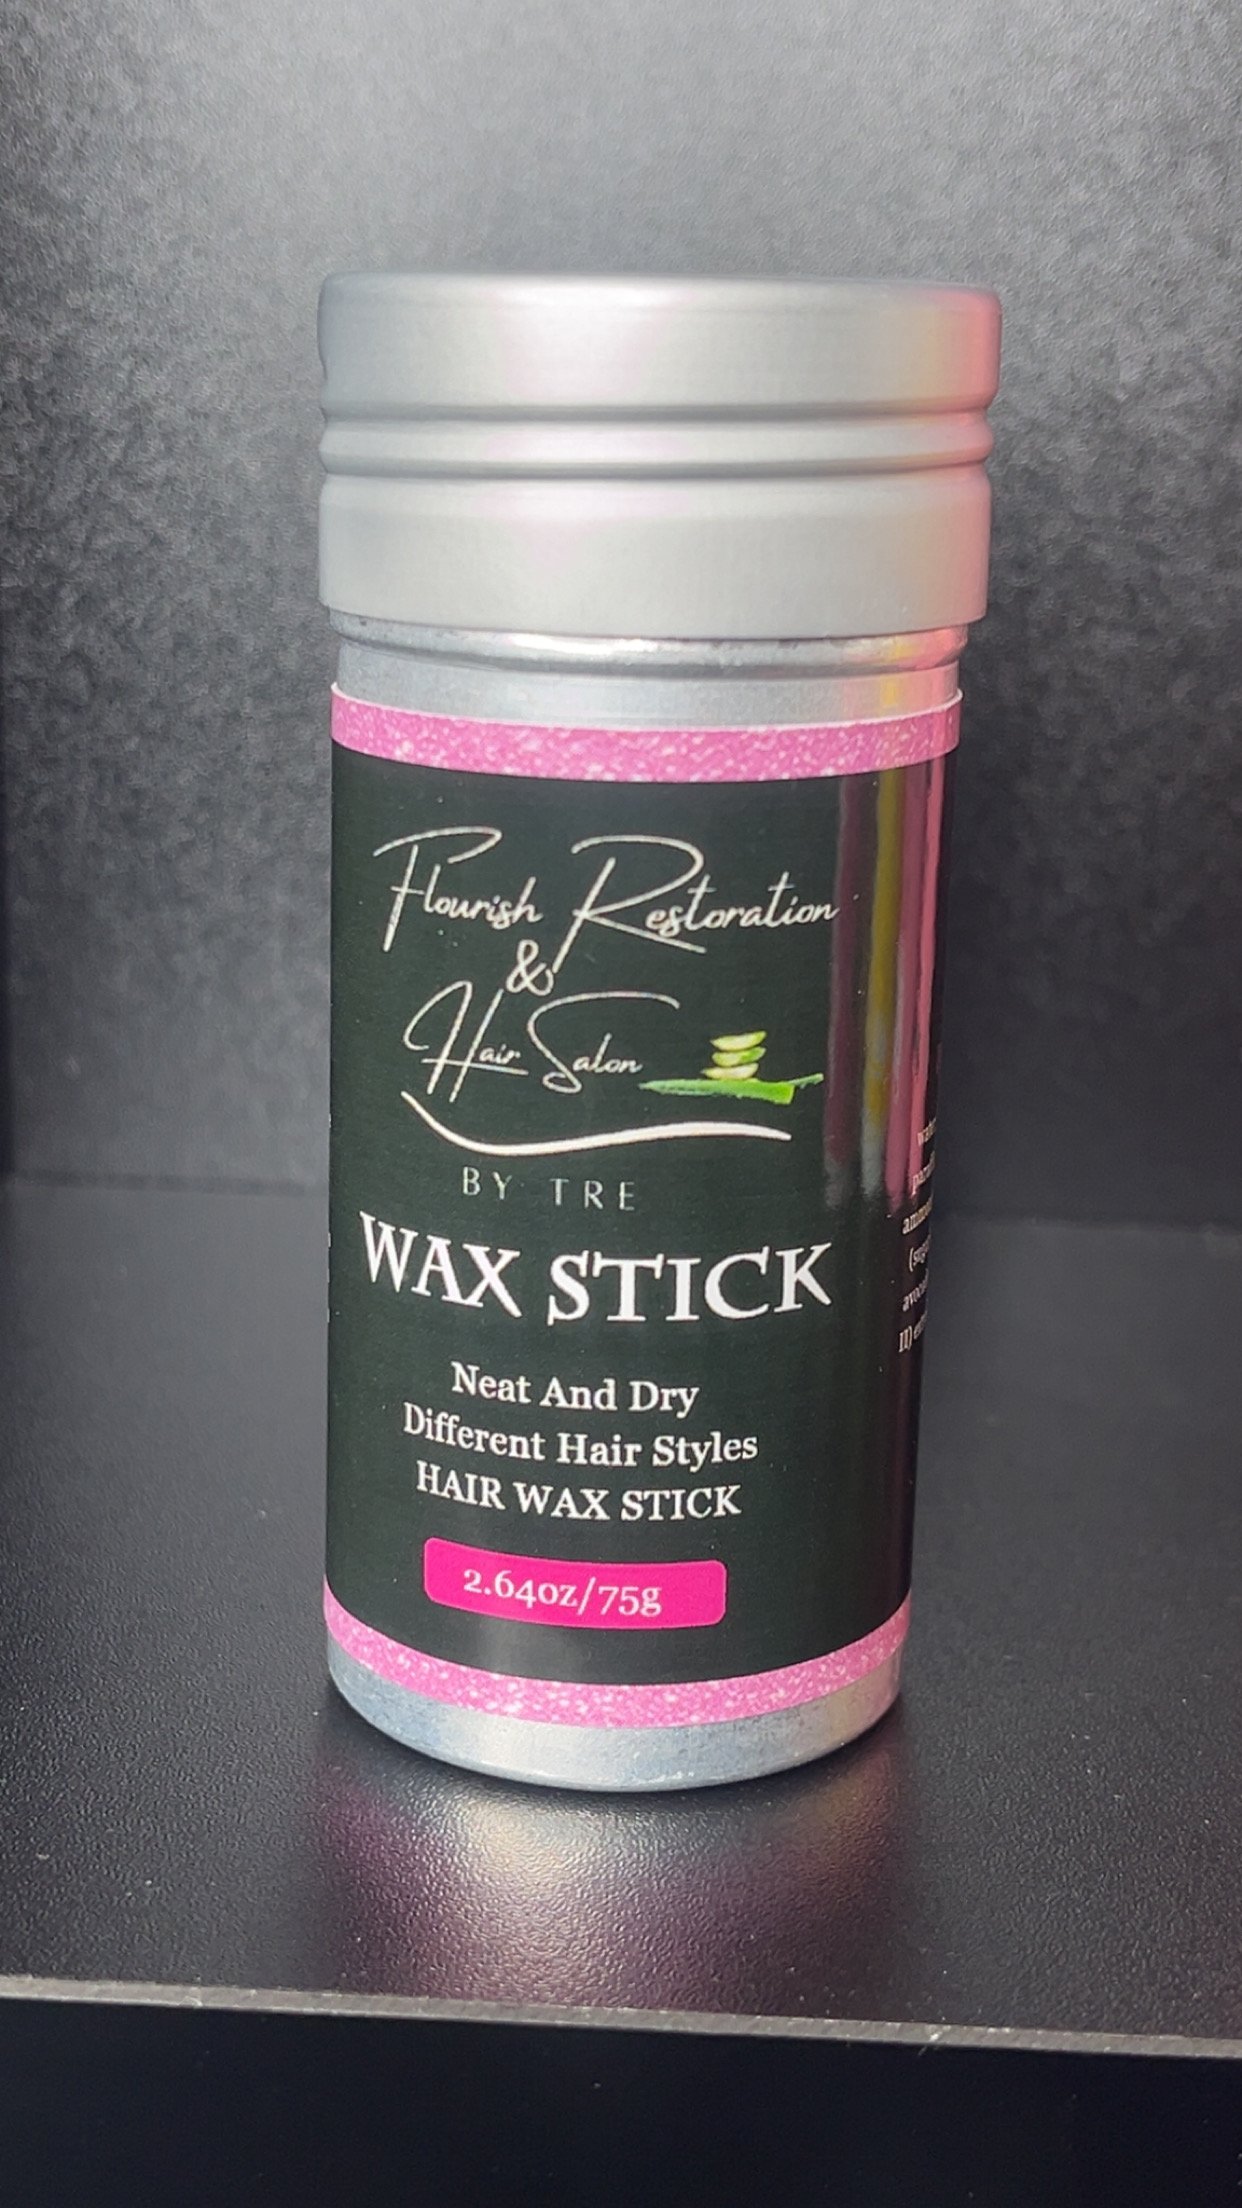 Flourish Restoration
&
Hair Salon
BY TRE
WAX STICK
Neat And Dry
Different Hair Styles
HAIR WAX STICK
2.64oz/75g